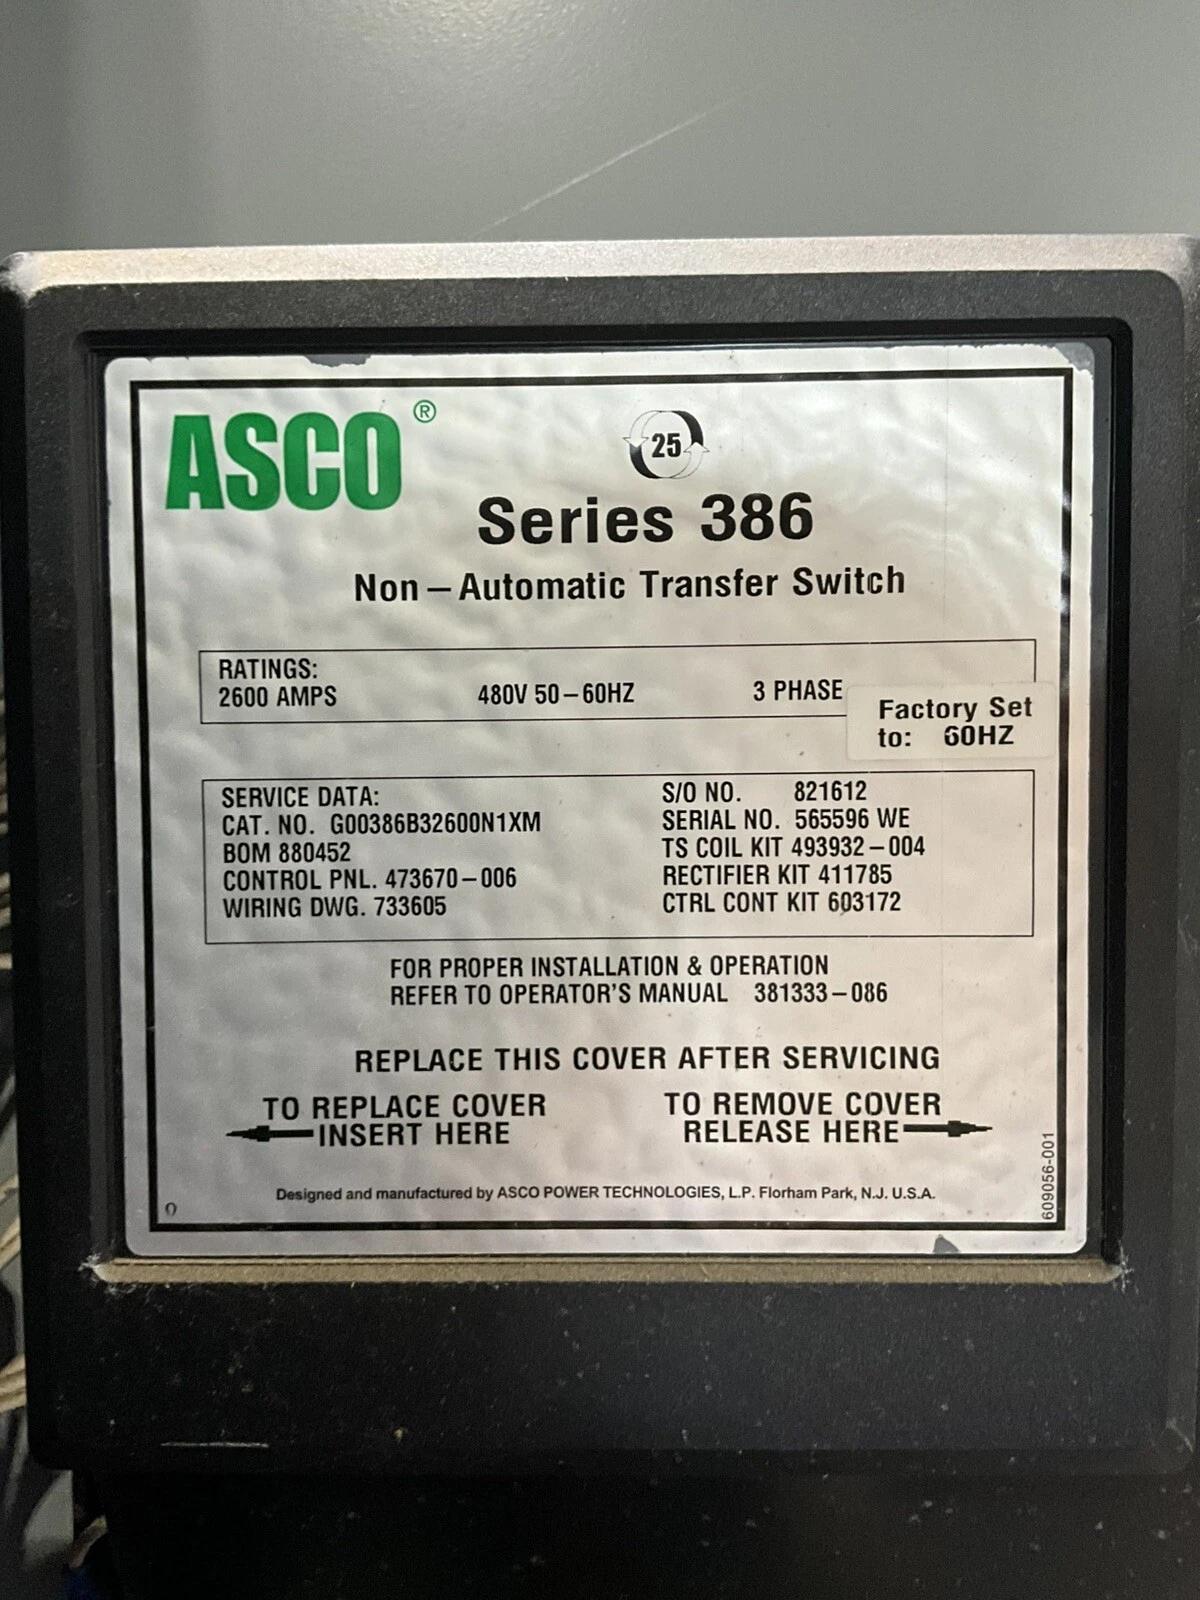 ASCO®
25
Series 386
Non – Automatic Transfer Switch
RATINGS:
2600 AMPS 480V 50 – 60HZ 3 PHASE
Factory Set
to: 60HZ
SERVICE DATA:
CAT. NO. G00386B32600N1XM
BOM 880452
CONTROL PNL. 473670 – 006
WIRING DWG. 733605
S/O NO. 821612
SERIAL NO. 565596 WE
TS COIL KIT 493932 – 004
RECTIFIER KIT 411785
CTRL CONT KIT 603172
FOR PROPER INSTALLATION & OPERATION
REFER TO OPERATOR'S MANUAL 381333 – 086
REPLACE THIS COVER AFTER SERVICING
TO REPLACE COVER
INSERT HERE
TO REMOVE COVER
RELEASE HERE
Designed and manufactured by ASCO POWER TECHNOLOGIES, L.P. Florham Park, N.J. U.S.A.
0
609056-001